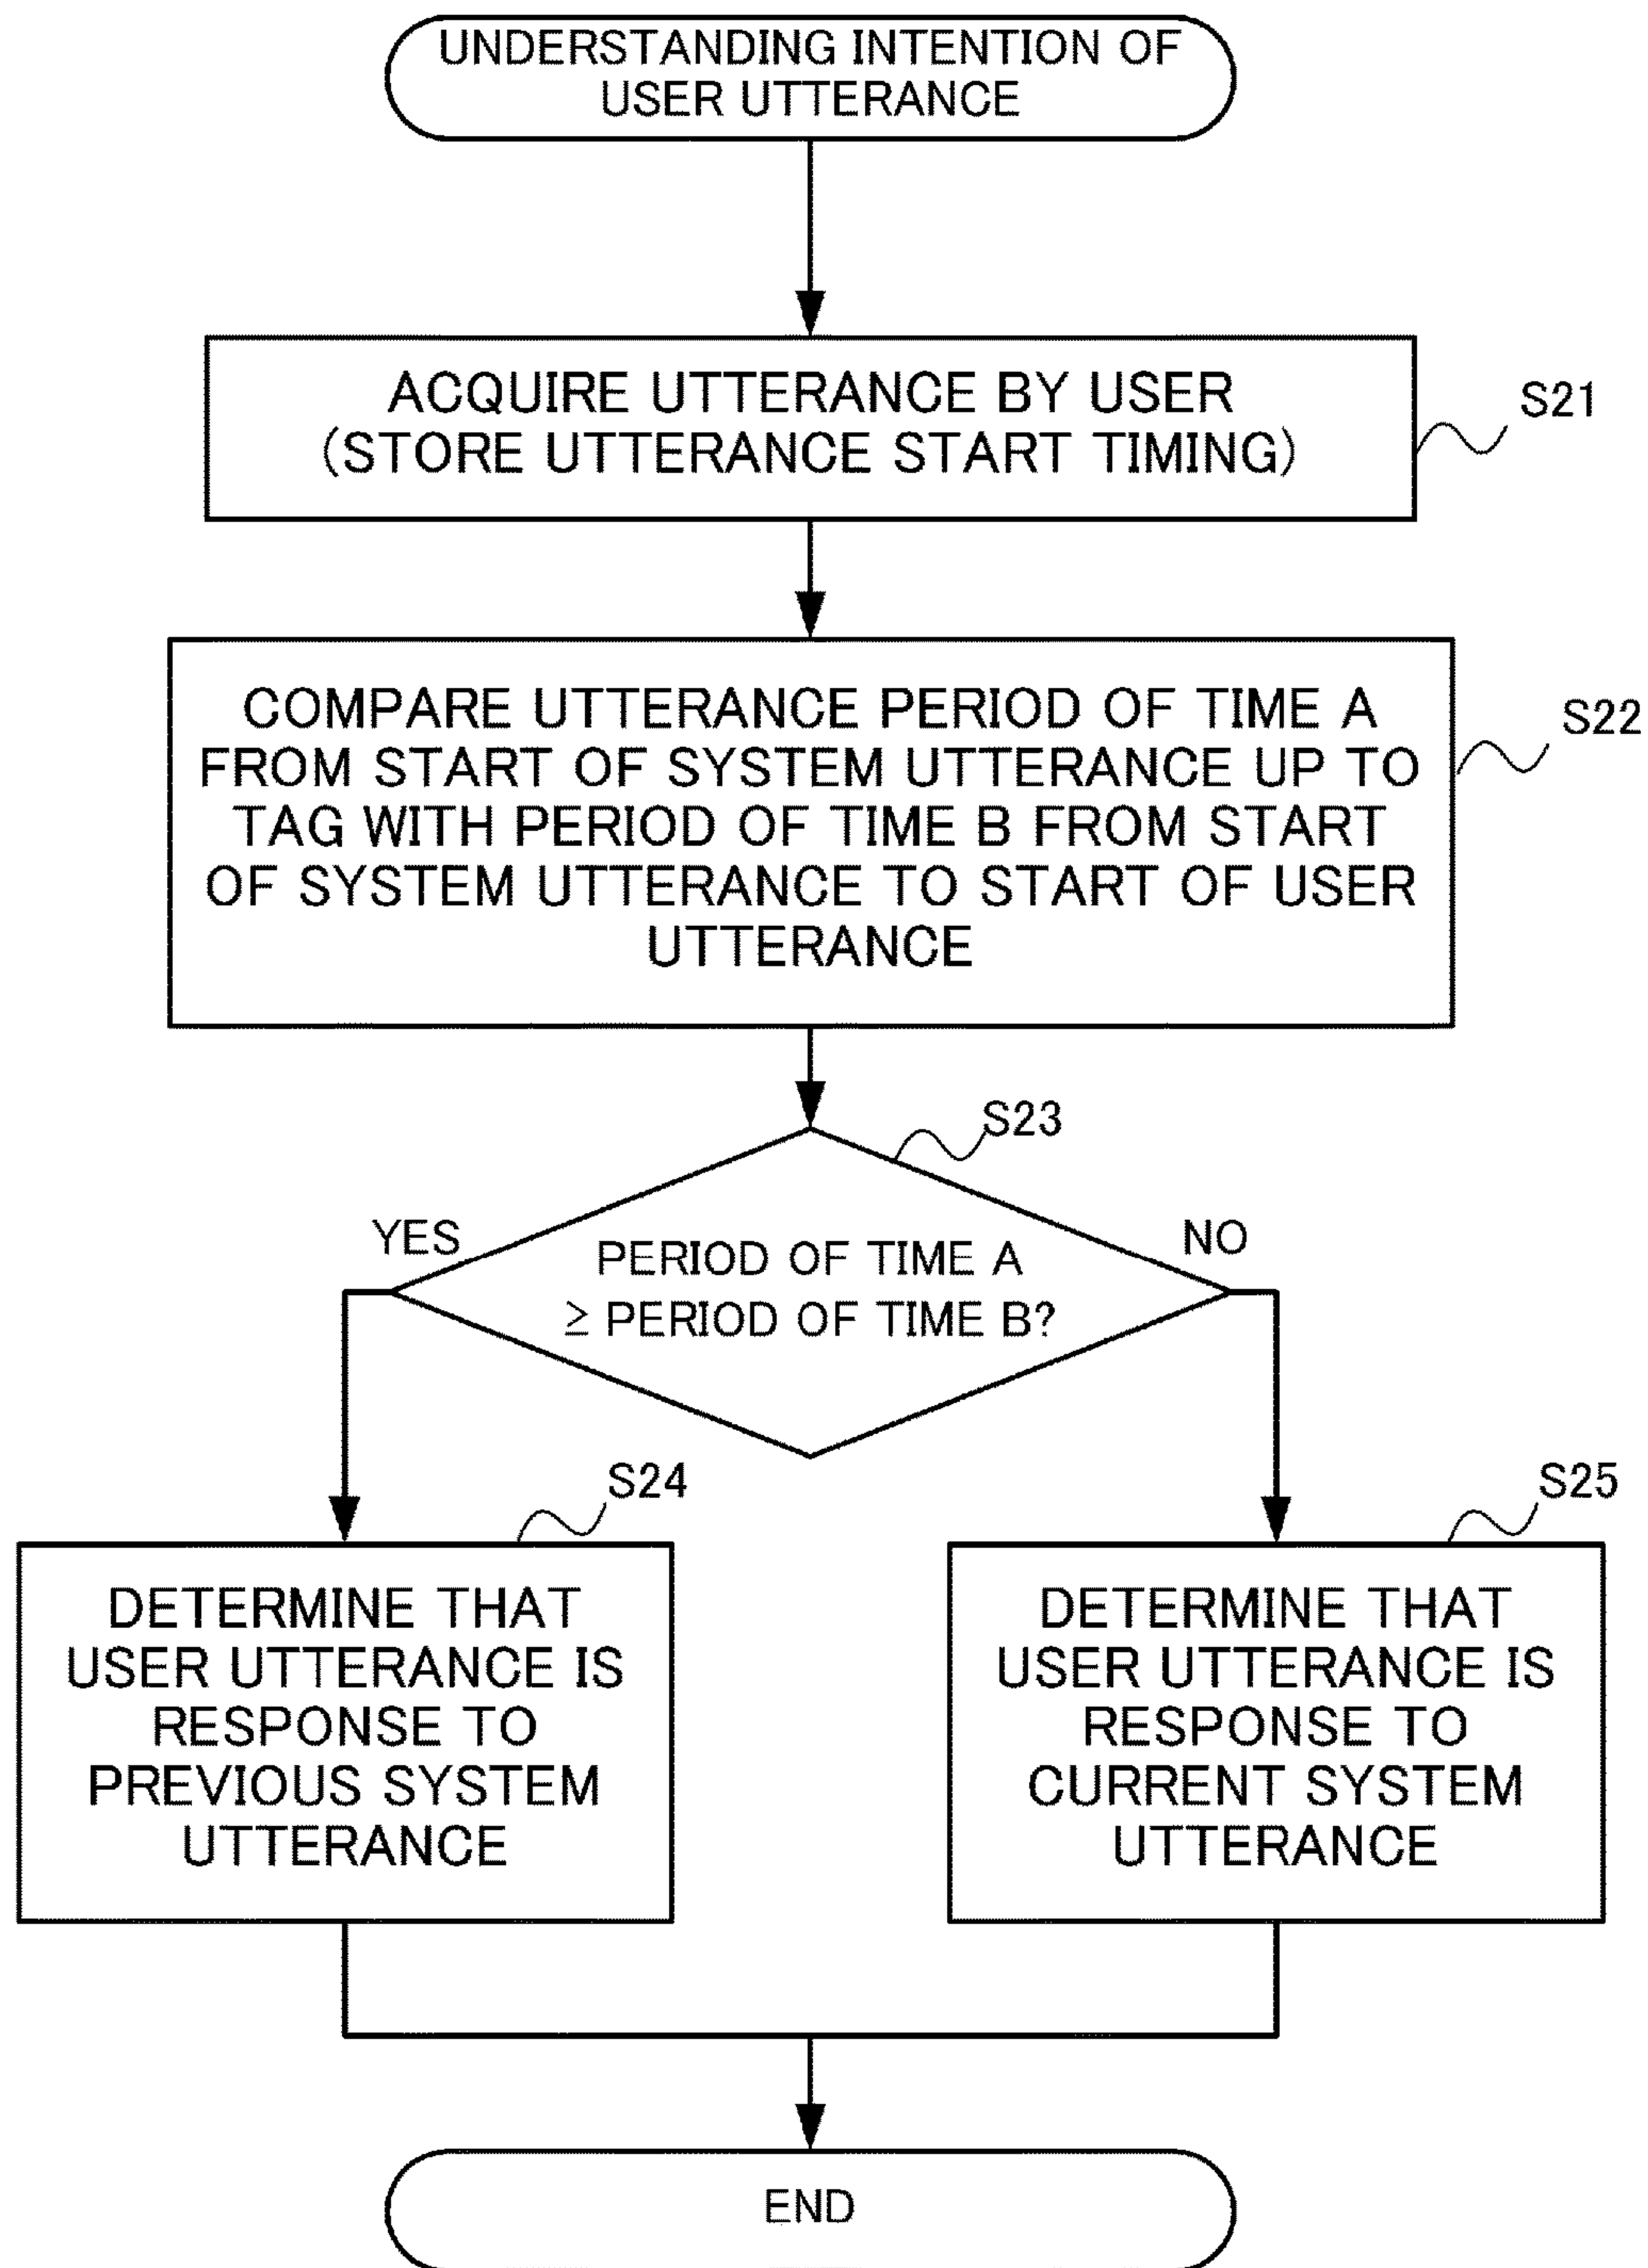 UNDERSTANDING INTENTION OF
USER UTTERANCE
ACQUIRE UTTERANCE BY USER
(STORE UTTERANCE START TIMING)
S21
COMPARE UTTERANCE PERIOD OF TIME A
FROM START OF SYSTEM UTTERANCE UP TO
TAG WITH PERIOD OF TIME B FROM START
OF SYSTEM UTTERANCE TO START OF USER
UTTERANCE
S22
S23
YES
NO
PERIOD OF TIME A
≥ PERIOD OF TIME B?
S24
DETERMINE THAT
USER UTTERANCE IS
RESPONSE TO
PREVIOUS SYSTEM
UTTERANCE
S25
DETERMINE THAT
USER UTTERANCE IS
RESPONSE TO
CURRENT SYSTEM
UTTERANCE
END